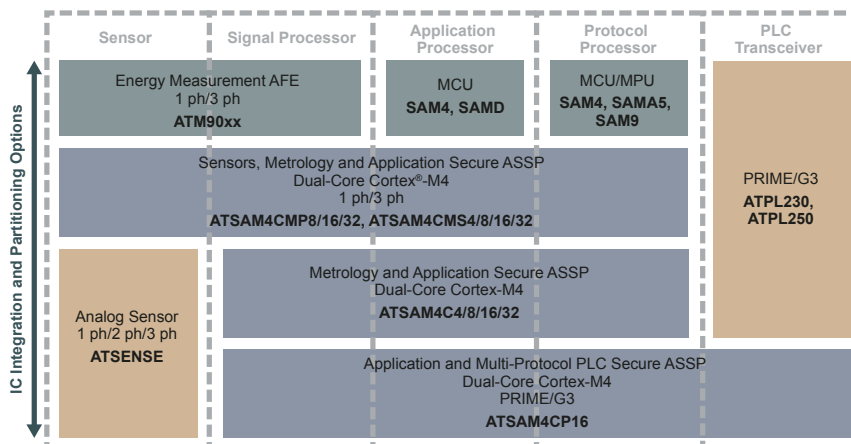 Sensor
Signal Processor
Application
Processor
Protocol
Processor
PLC
Transceiver
IC Integration and Partitioning Options
Energy Measurement AFE
1 ph/3 ph
ATM90xx
MCU
SAM4, SAMD
MCU/MPU
SAM4, SAMA5,
SAM9
Sensors, Metrology and Application Secure ASSP
Dual-Core Cortex®-M4
1 ph/3 ph
ATSAM4CMP8/16/32, ATSAM4CMS4/8/16/32
PRIME/G3
ATPL230,
ATPL250
Analog Sensor
1 ph/2 ph/3 ph
ATSENSE
Metrology and Application Secure ASSP
Dual-Core Cortex-M4
ATSAM4C4/8/16/32
Application and Multi-Protocol PLC Secure ASSP
Dual-Core Cortex-M4
PRIME/G3
ATSAM4CP16